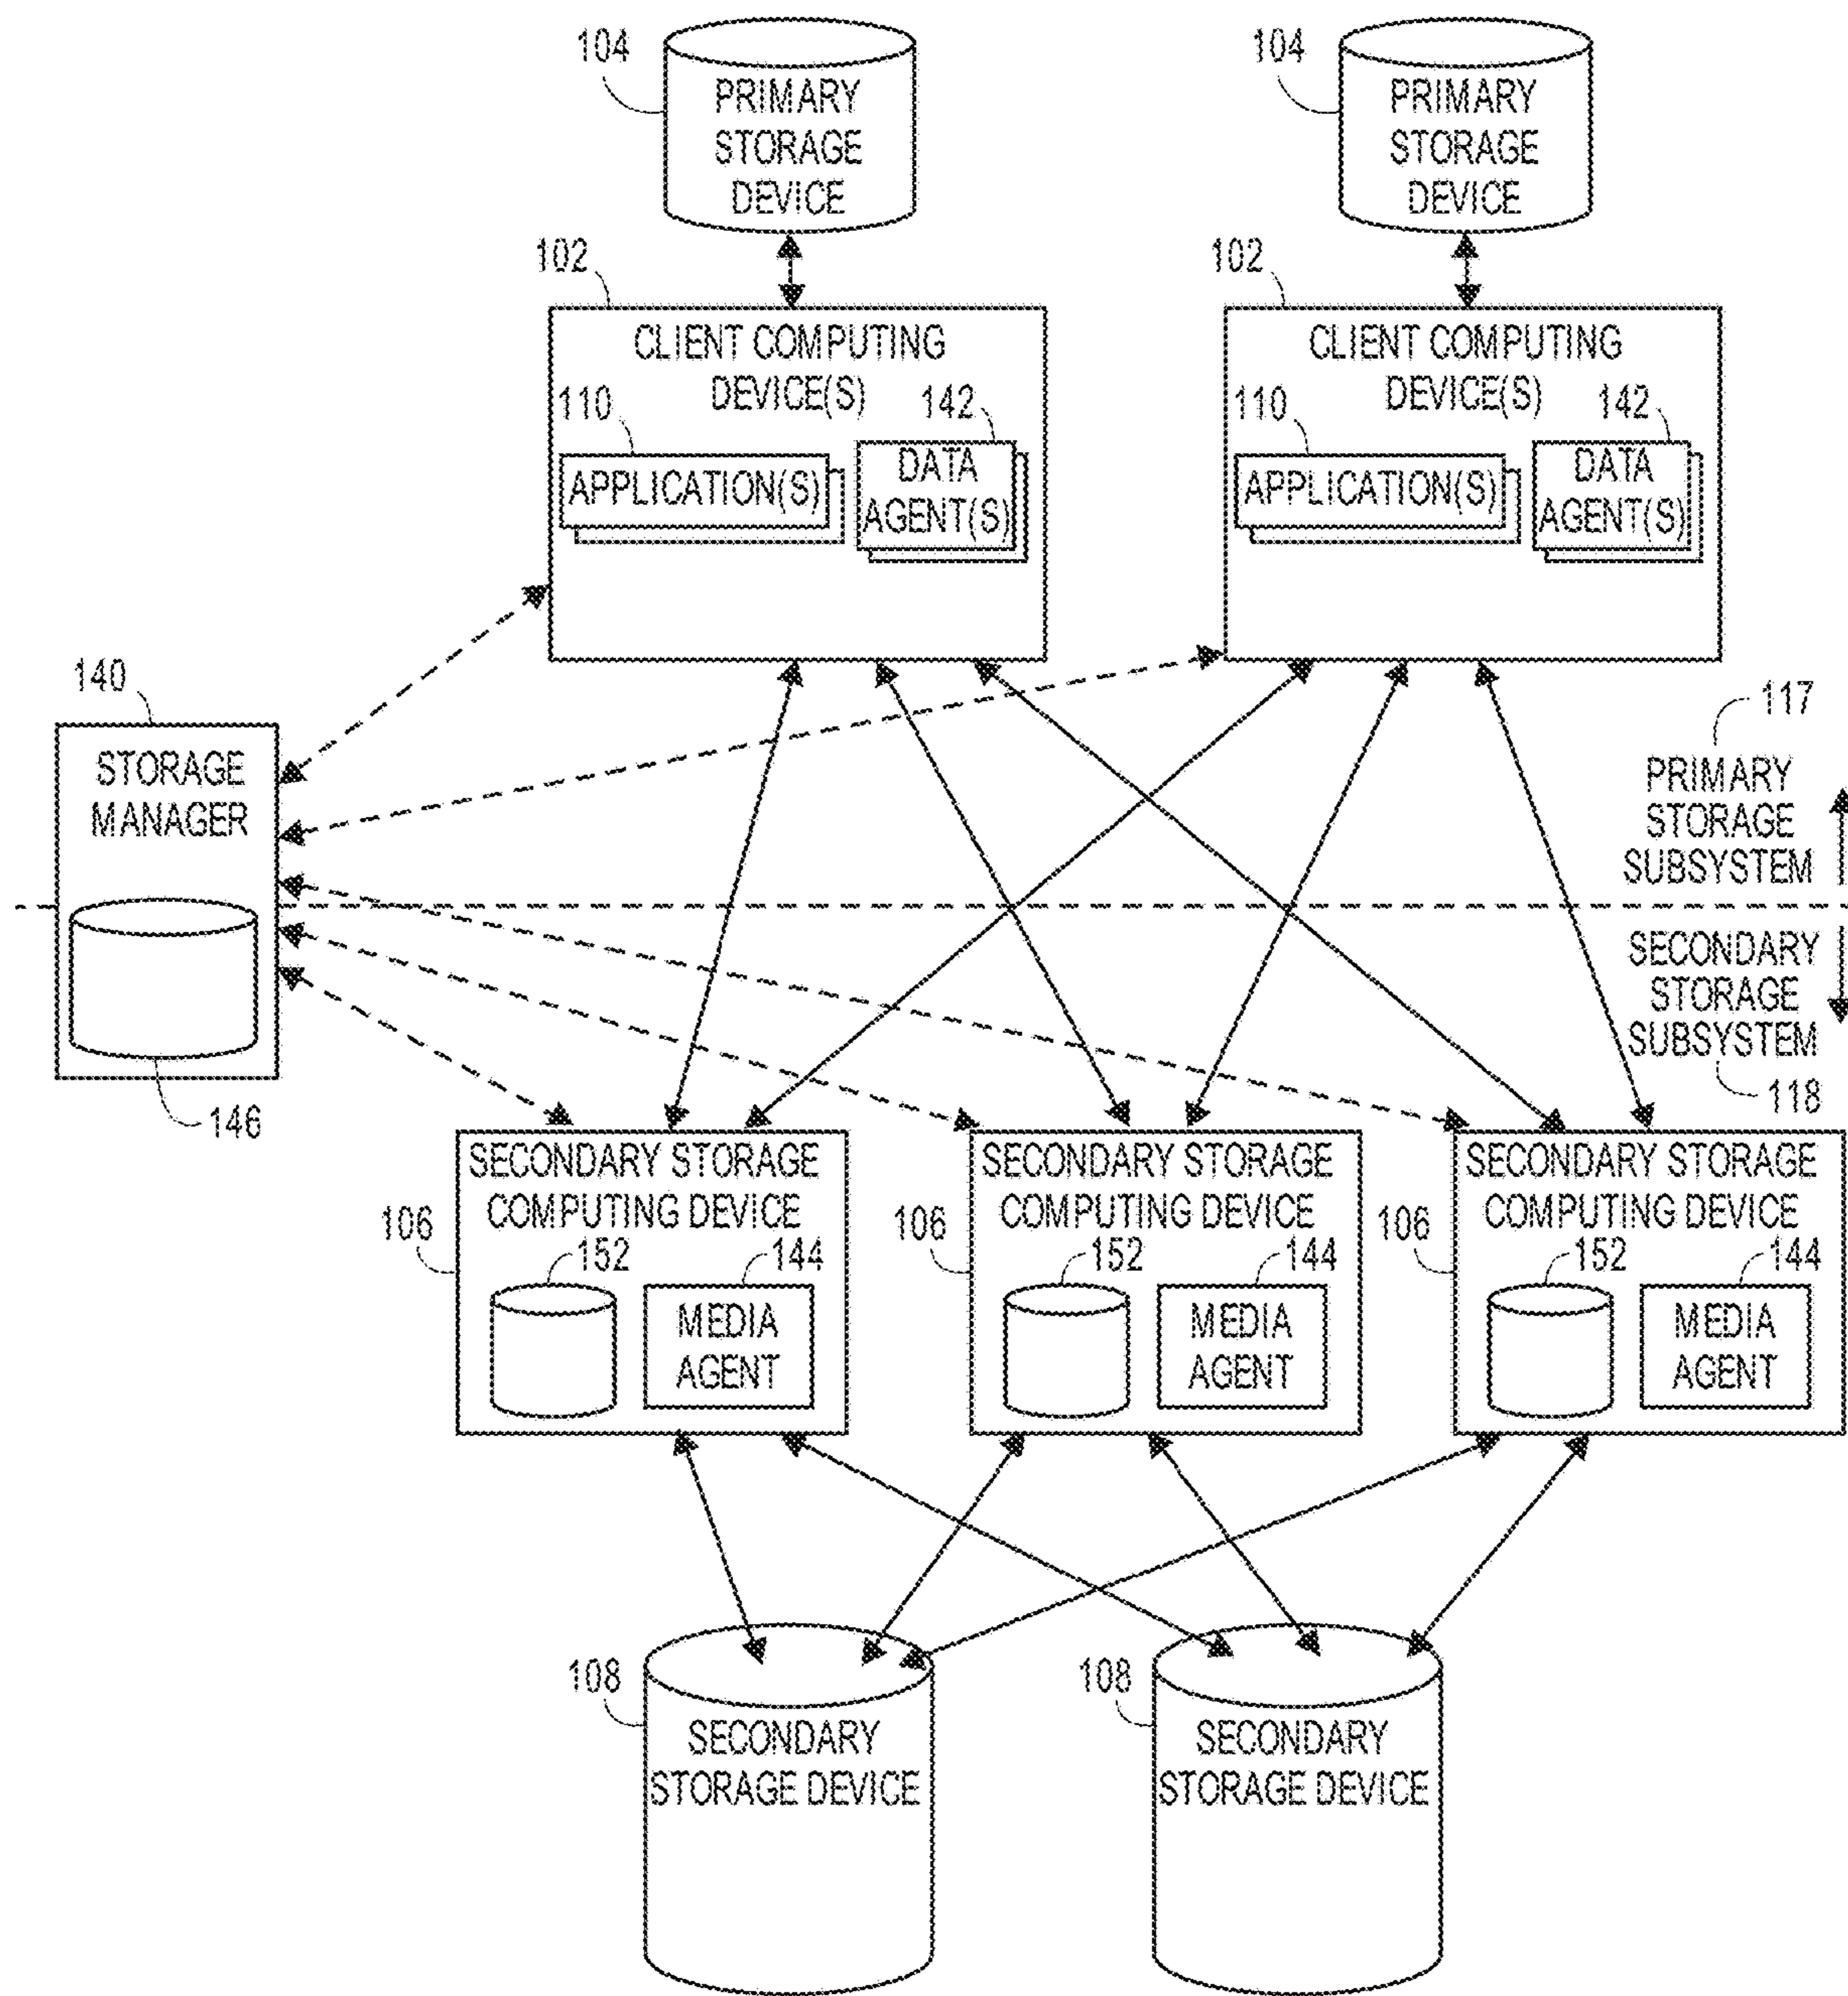 104
PRIMARY
STORAGE
DEVICE
104
PRIMARY
STORAGE
DEVICE
102
CLIENT COMPUTING
DEVICE(S)
110
142
APPLICATION(S)
DATA
AGENT(S)
102
CLIENT COMPUTING
DEVICE(S)
110
142
APPLICATION(S)
DATA
AGENT(S)
140
STORAGE
MANAGER
146
117
PRIMARY
STORAGE
SUBSYSTEM
SECONDARY
STORAGE
SUBSYSTEM
118
SECONDARY STORAGE
COMPUTING DEVICE
106
152
144
MEDIA
AGENT
SECONDARY STORAGE
COMPUTING DEVICE
106
152
144
MEDIA
AGENT
SECONDARY STORAGE
COMPUTING DEVICE
106
152
144
MEDIA
AGENT
108
SECONDARY
STORAGE DEVICE
108
SECONDARY
STORAGE DEVICE